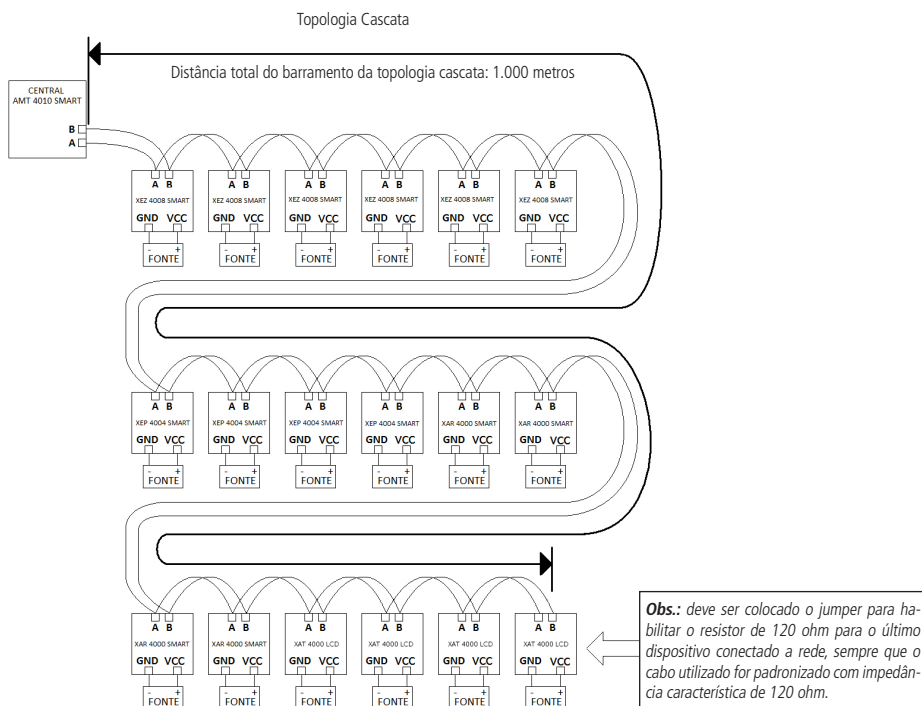 Topologia Cascata
Distância total do barramento da topologia cascata: 1.000 metros
CENTRAL
AMT 4010 SMART
B
A
A B A B A B A B A B A B
XEZ 4008 SMART XEZ 4008 SMART XEZ 4008 SMART XEZ 4008 SMART XEZ 4008 SMART XEZ 4008 SMART
GND VCC GND VCC GND VCC GND VCC GND VCC GND VCC
- + - + - + - + - + - +
FONTE FONTE FONTE FONTE FONTE FONTE
A B A B A B A B A B A B
XEP 4004 SMART XEP 4004 SMART XEP 4004 SMART XEP 4004 SMART XAR 4000 SMART XAR 4000 SMART
GND VCC GND VCC GND VCC GND VCC GND VCC GND VCC
- + - + - + - + - + - +
FONTE FONTE FONTE FONTE FONTE FONTE
A B A B A B A B A B A B
XAR 4000 SMART XAR 4000 SMART XAT 4000 LCD XAT 4000 LCD XAT 4000 LCD XAT 4000 LCD
GND VCC GND VCC GND VCC GND VCC GND VCC GND VCC
- + - + - + - + - + - +
FONTE FONTE FONTE FONTE FONTE FONTE
Obs.: deve ser colocado o jumper para ha-
bilitar o resistor de 120 ohm para o último
dispositivo conectado a rede, sempre que o
cabo utilizado for padronizado com impedân-
cia característica de 120 ohm.